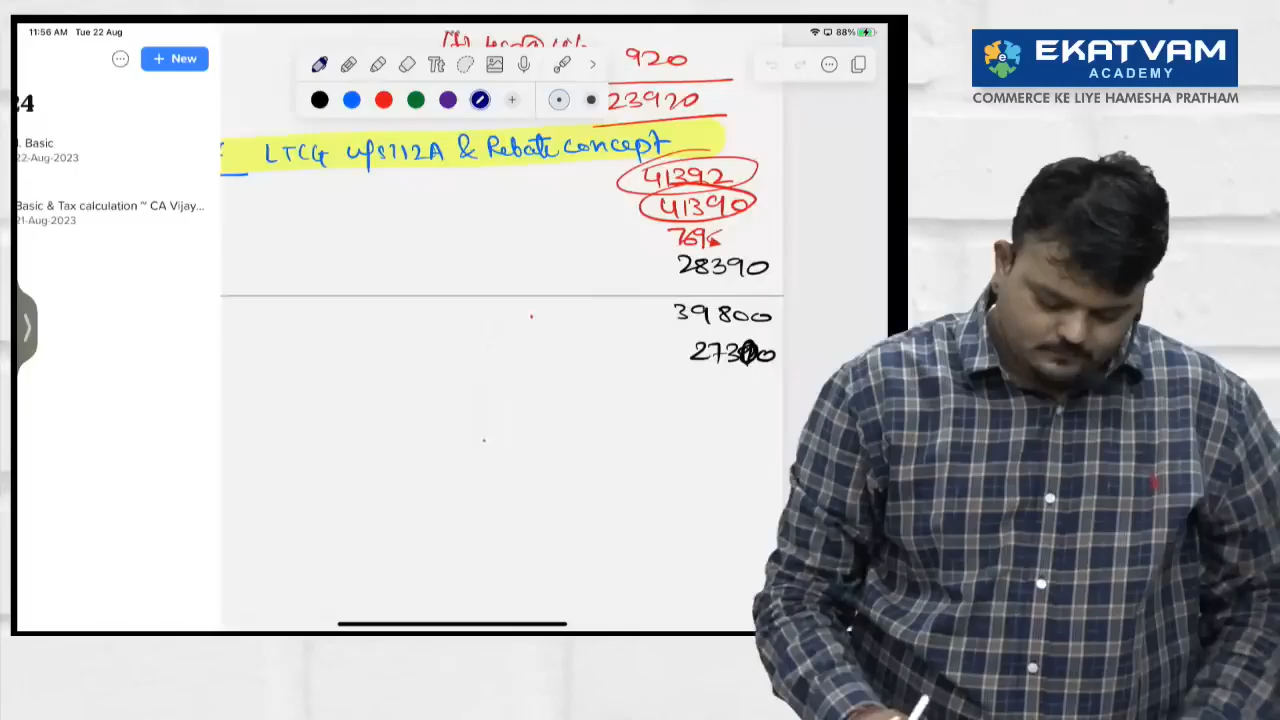 11:56 AM Tue 22 Aug
88%
+ New
24
. Basic
22-Aug-2023
Basic & Tax calculation ~ CA Vijay...
21-Aug-2023
920
23920
LTCG u/s 112A & Rebate concept
41392
41390
28390
39800
EKATVAM
ACADEMY
COMMERCE KE LIYE HAMESHA PRATHAM